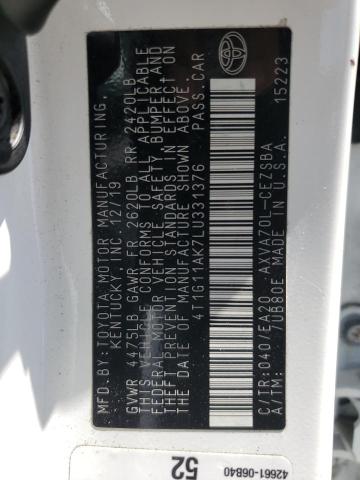 MFD.BY: TOYOTA MOTOR MANUFACTURING,
KENTUCKY, INC. 12/19
GVWR 4475LB GAWR FR 2620LB RR 2420LB
THIS VEHICLE CONFORMS TO ALL APPLICABLE
FEDERAL MOTOR VEHICLE SAFETY, BUMPER, AND
THEFT PREVENTION STANDARDS IN EFFECT
ON THE DATE OF MANUFACTURE SHOWN ABOVE.
4T1G11AK7LU331376 PASS.CAR
C/TR:040/EA20 AXVA70L-CEZSBA
A/TM: /UB80E MADE IN U.S.A. 15223
42661-06B40
52